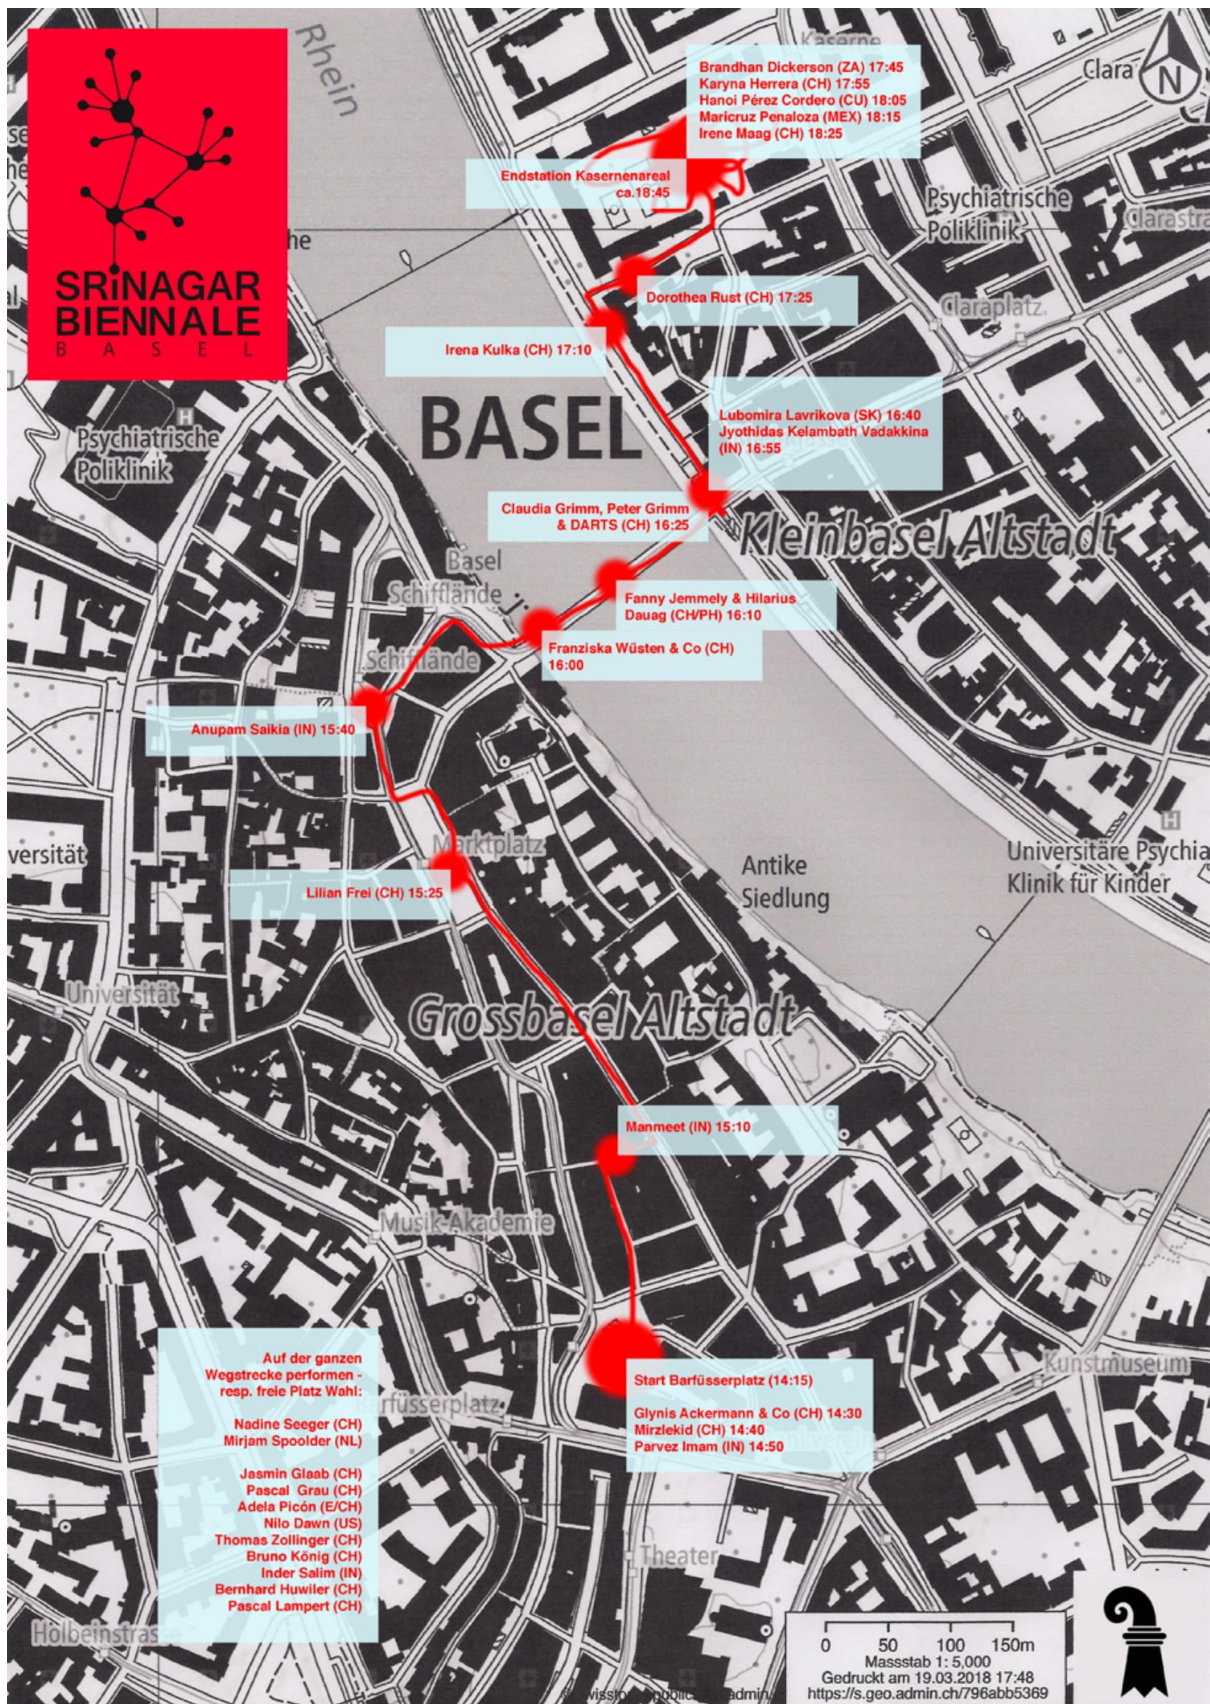 SRiNAGAR
BIENNALE
BASEL
Rhein
Kaserne
Clara
N
Brandhan Dickerson (ZA) 17:45
Karyna Herrera (CH) 17:55
Hanoi Pérez Cordero (CU) 18:05
Maricruz Penaloza (MEX) 18:15
Irene Maag (CH) 18:25
Endstation Kasernenareal
ca.18:45
Psychiatrische
Poliklinik
Clarastra
he
Dorothea Rust (CH) 17:25
Claraplatz
Irena Kulka (CH) 17:10
BASEL
H
Psychiatrische
Poliklinik
Lubomira Lavrikova (SK) 16:40
Jyothidas Kelambath Vadakkina
(IN) 16:55
Claudia Grimm, Peter Grimm
& DARTS (CH) 16:25
Kleinbasel Altstadt
Basel
Schifflände
Fanny Jemmely & Hilarius
Dauag (CH/PH) 16:10
Franziska Wüsten & Co (CH)
16:00
Schifflände
Anupam Saikia (IN) 15:40
Marktplatz
H
versität
Lilian Frei (CH) 15:25
Antike
Siedlung
Universitäre Psychia
Klinik für Kinder
Universität
Grossbasel Altstadt
Manmeet (IN) 15:10
Musik-Akademie
Kunstmuseum
Start Barfüsserplatz (14:15)
Glynis Ackermann & Co (CH) 14:30
Mirzlekid (CH) 14:40
Parvez Imam (IN) 14:50
Auf der ganzen
Wegstrecke performen -
resp. freie Platz Wahl:
Nadine Seeger (CH)
Mirjam Spoolder (NL)
Jasmin Glaab (CH)
Pascal Grau (CH)
Adela Picón (E/CH)
Nilo Dawn (US)
Thomas Zollinger (CH)
Bruno König (CH)
Inder Salim (IN)
Bernhard Huwiler (CH)
Pascal Lampert (CH)
arfüsserplatz
Theater
Holbeinstrass
0 50 100 150m
Massstab 1: 5,000
Gedruckt am 19.03.2018 17:48
https://s.geo.admin.ch/796abb5369